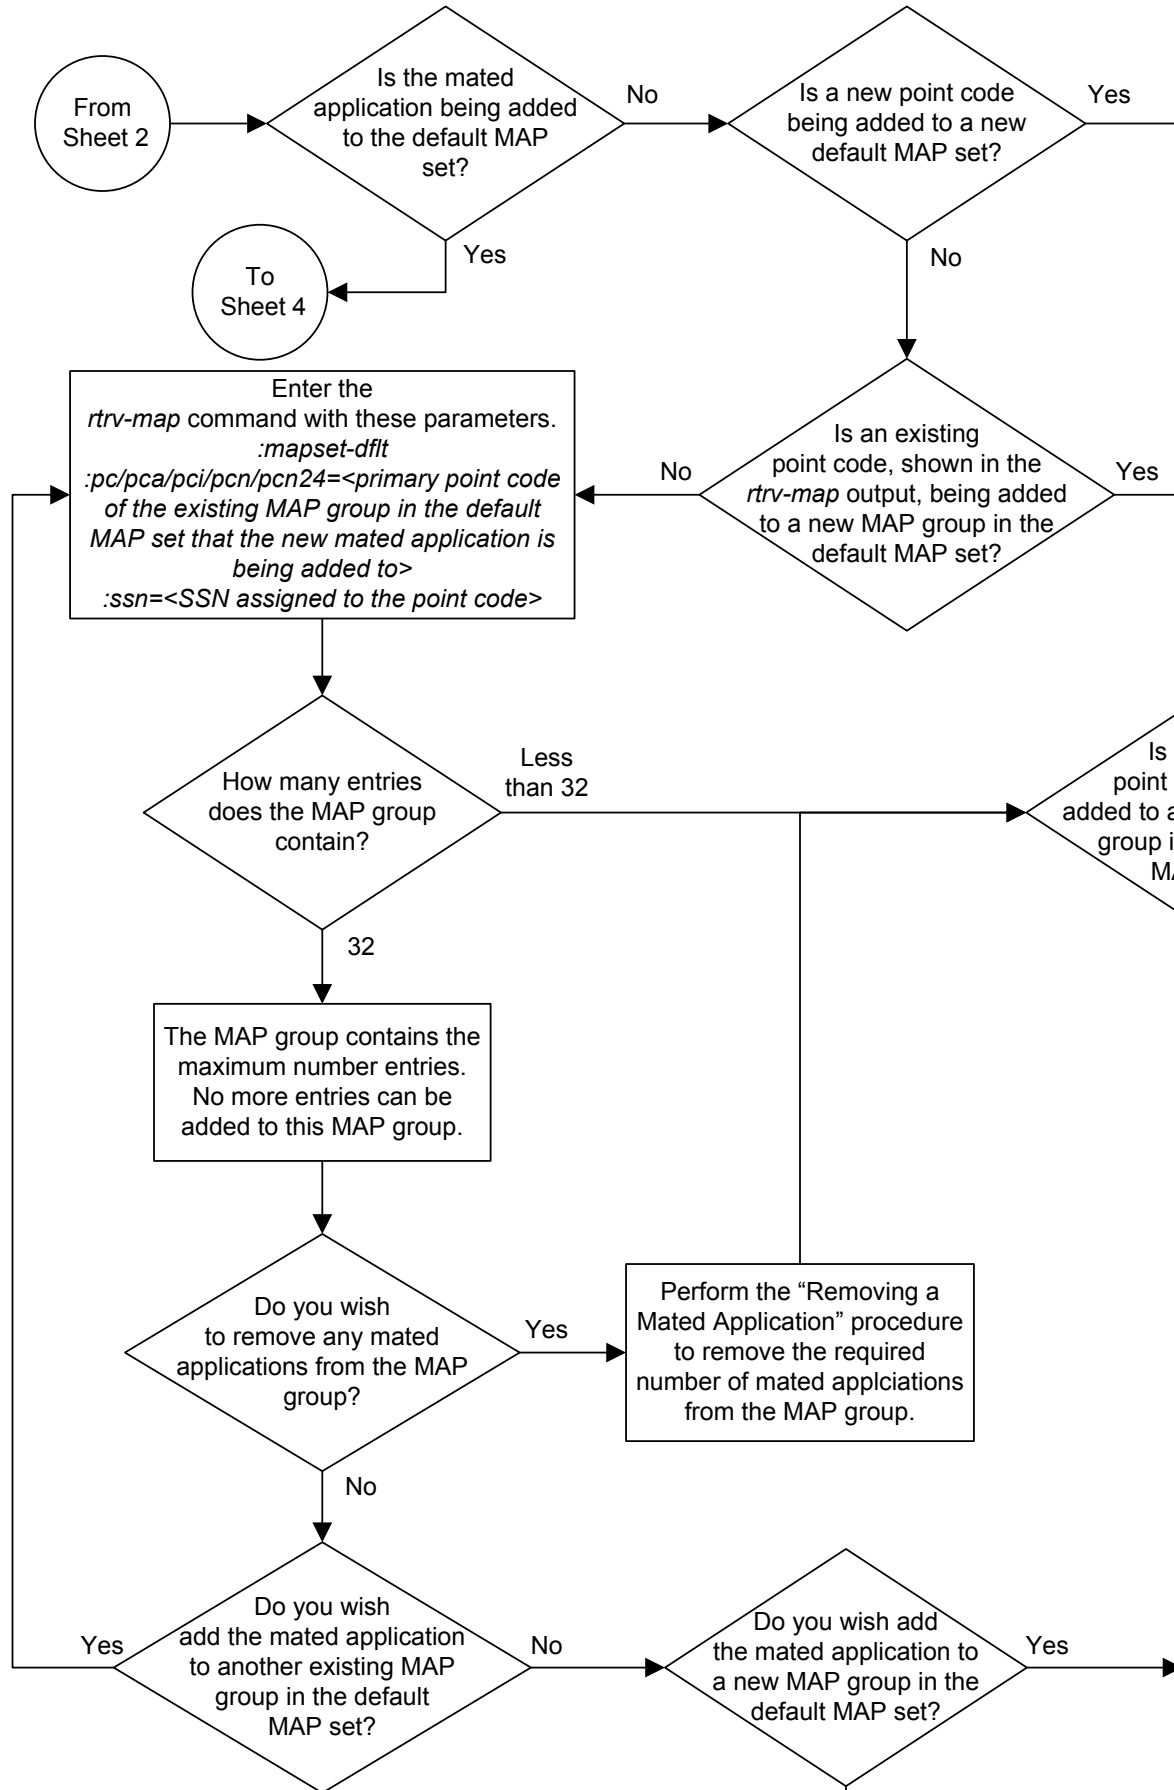 From
Sheet 2
Is the mated
application being added
to the default MAP
set?
No
Is a new point code
being added to a new
default MAP set?
Yes
Yes
To
Sheet 4
No
Enter the
rtrv-map command with these parameters.
:mapset-dflt
:pc/pca/pci/pcn/pcn24=<primary point code
of the existing MAP group in the default
MAP set that the new mated application is
being added to>
:ssn=<SSN assigned to the point code>
No
Is an existing
point code, shown in the
rtrv-map output, being added
to a new MAP group in the
default MAP set?
Yes
How many entries
does the MAP group
contain?
Less
than 32
Is
point
added to a
group i
MA
32
The MAP group contains the
maximum number entries.
No more entries can be
added to this MAP group.
Do you wish
to remove any mated
applications from the MAP
group?
Yes
Perform the “Removing a
Mated Application” procedure
to remove the required
number of mated applciations
from the MAP group.
No
Yes
Do you wish
add the mated application
to another existing MAP
group in the default
MAP set?
No
Do you wish add
the mated application to
a new MAP group in the
default MAP set?
Yes